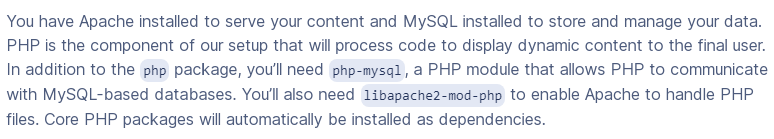 You have Apache installed to serve your content and MySQL installed to store and manage your data.
PHP is the component of our setup that will process code to display dynamic content to the final user.
In addition to the php package, you’ll need php-mysql, a PHP module that allows PHP to communicate
with MySQL-based databases. You’ll also need libapache2-mod-php to enable Apache to handle PHP
files. Core PHP packages will automatically be installed as dependencies.